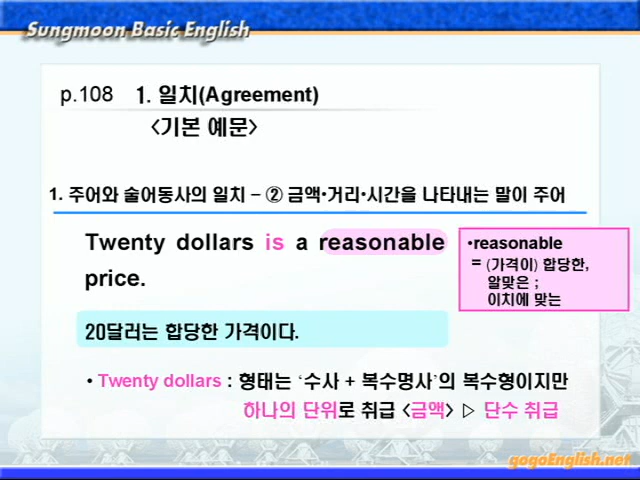 Sungmoon Basic English
p.108 1. 일치(Agreement)
<기본 예문>
1. 주어와 술어동사의 일치 – ② 금액•거리•시간을 나타내는 말이 주어
Twenty dollars is a reasonable
price.
•reasonable
= (가격이) 합당한,
알맞은 ;
이치에 맞는
20달러는 합당한 가격이다.
• Twenty dollars : 형태는 ‘수사 + 복수명사’의 복수형이지만
하나의 단위로 취급 <금액> ▷ 단수 취급
gogoEnglish.net